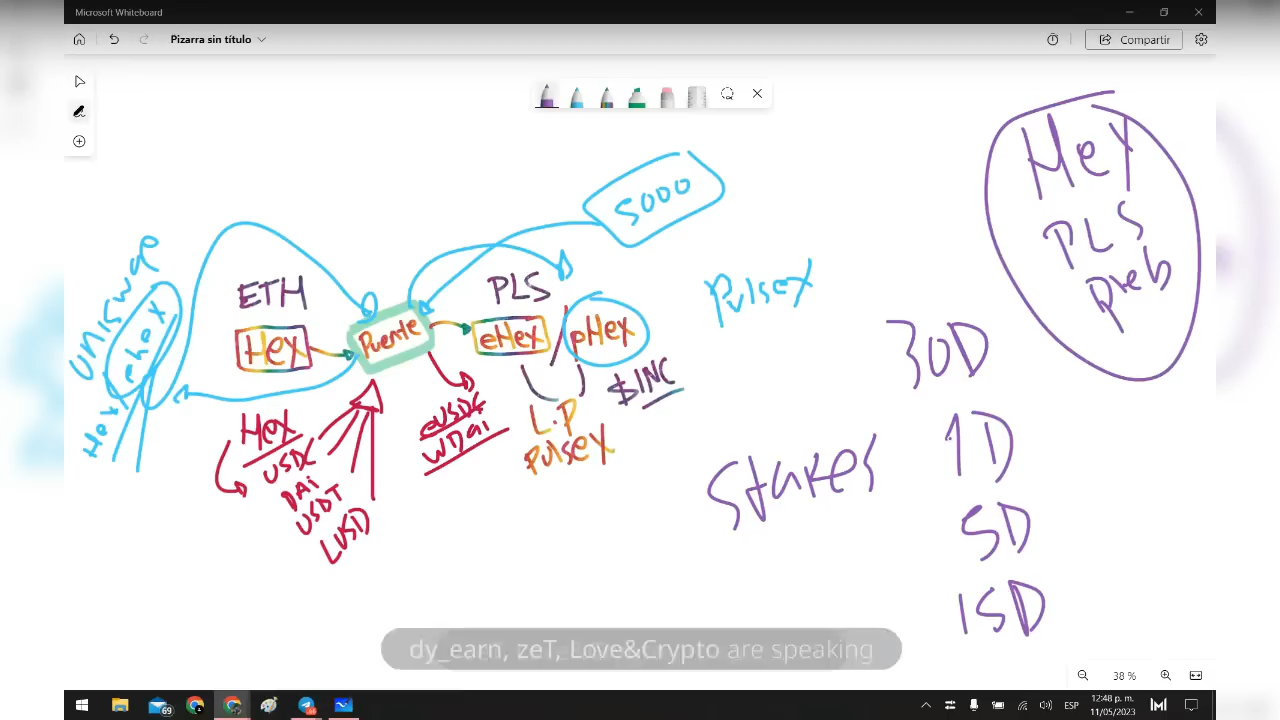 Microsoft Whiteboard
Pizarra sin título
Compartir
HeX
PLS
5000
UNISWAP
ehex
Hex
ETH
PLS
Pulsex
Hex
Puente
eHex
pHex
30D
$INC
Hex
eUSDC
WDai
L.P
PulseX
USDC
DAi
USDT
LUSD
Stakes
1D
5D
15D
dy_earn, zeT, Love&Crypto are speaking
38 %
69
ESP
12:48 p. m.
11/05/2023